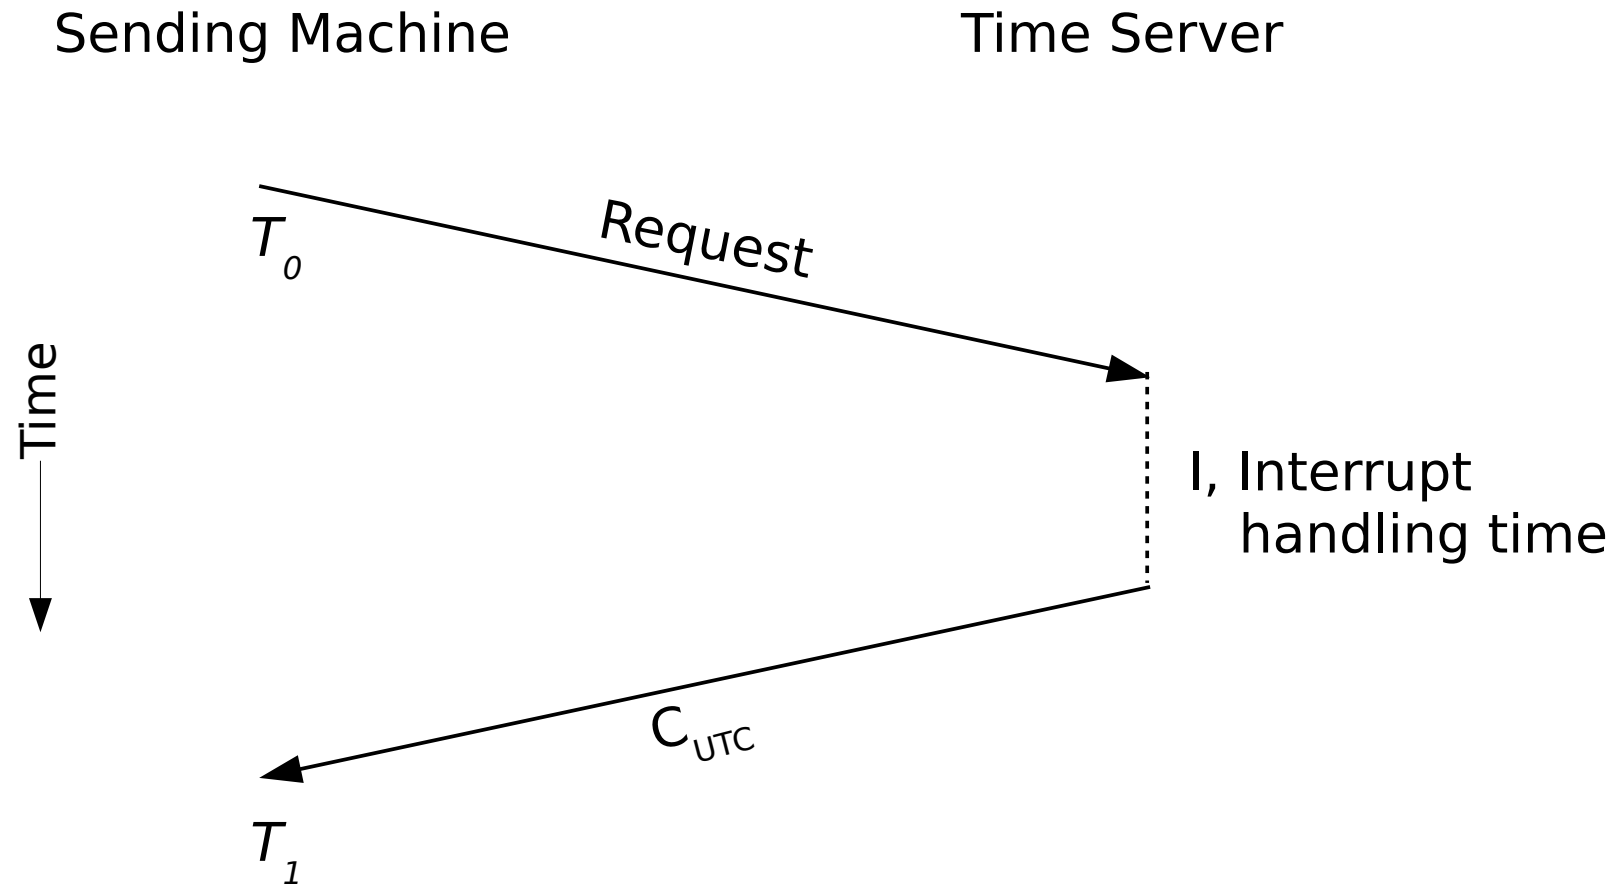 Sending Machine
Time Server
Request
T0
Time
I, Interrupt
handling time
CUTC
T1